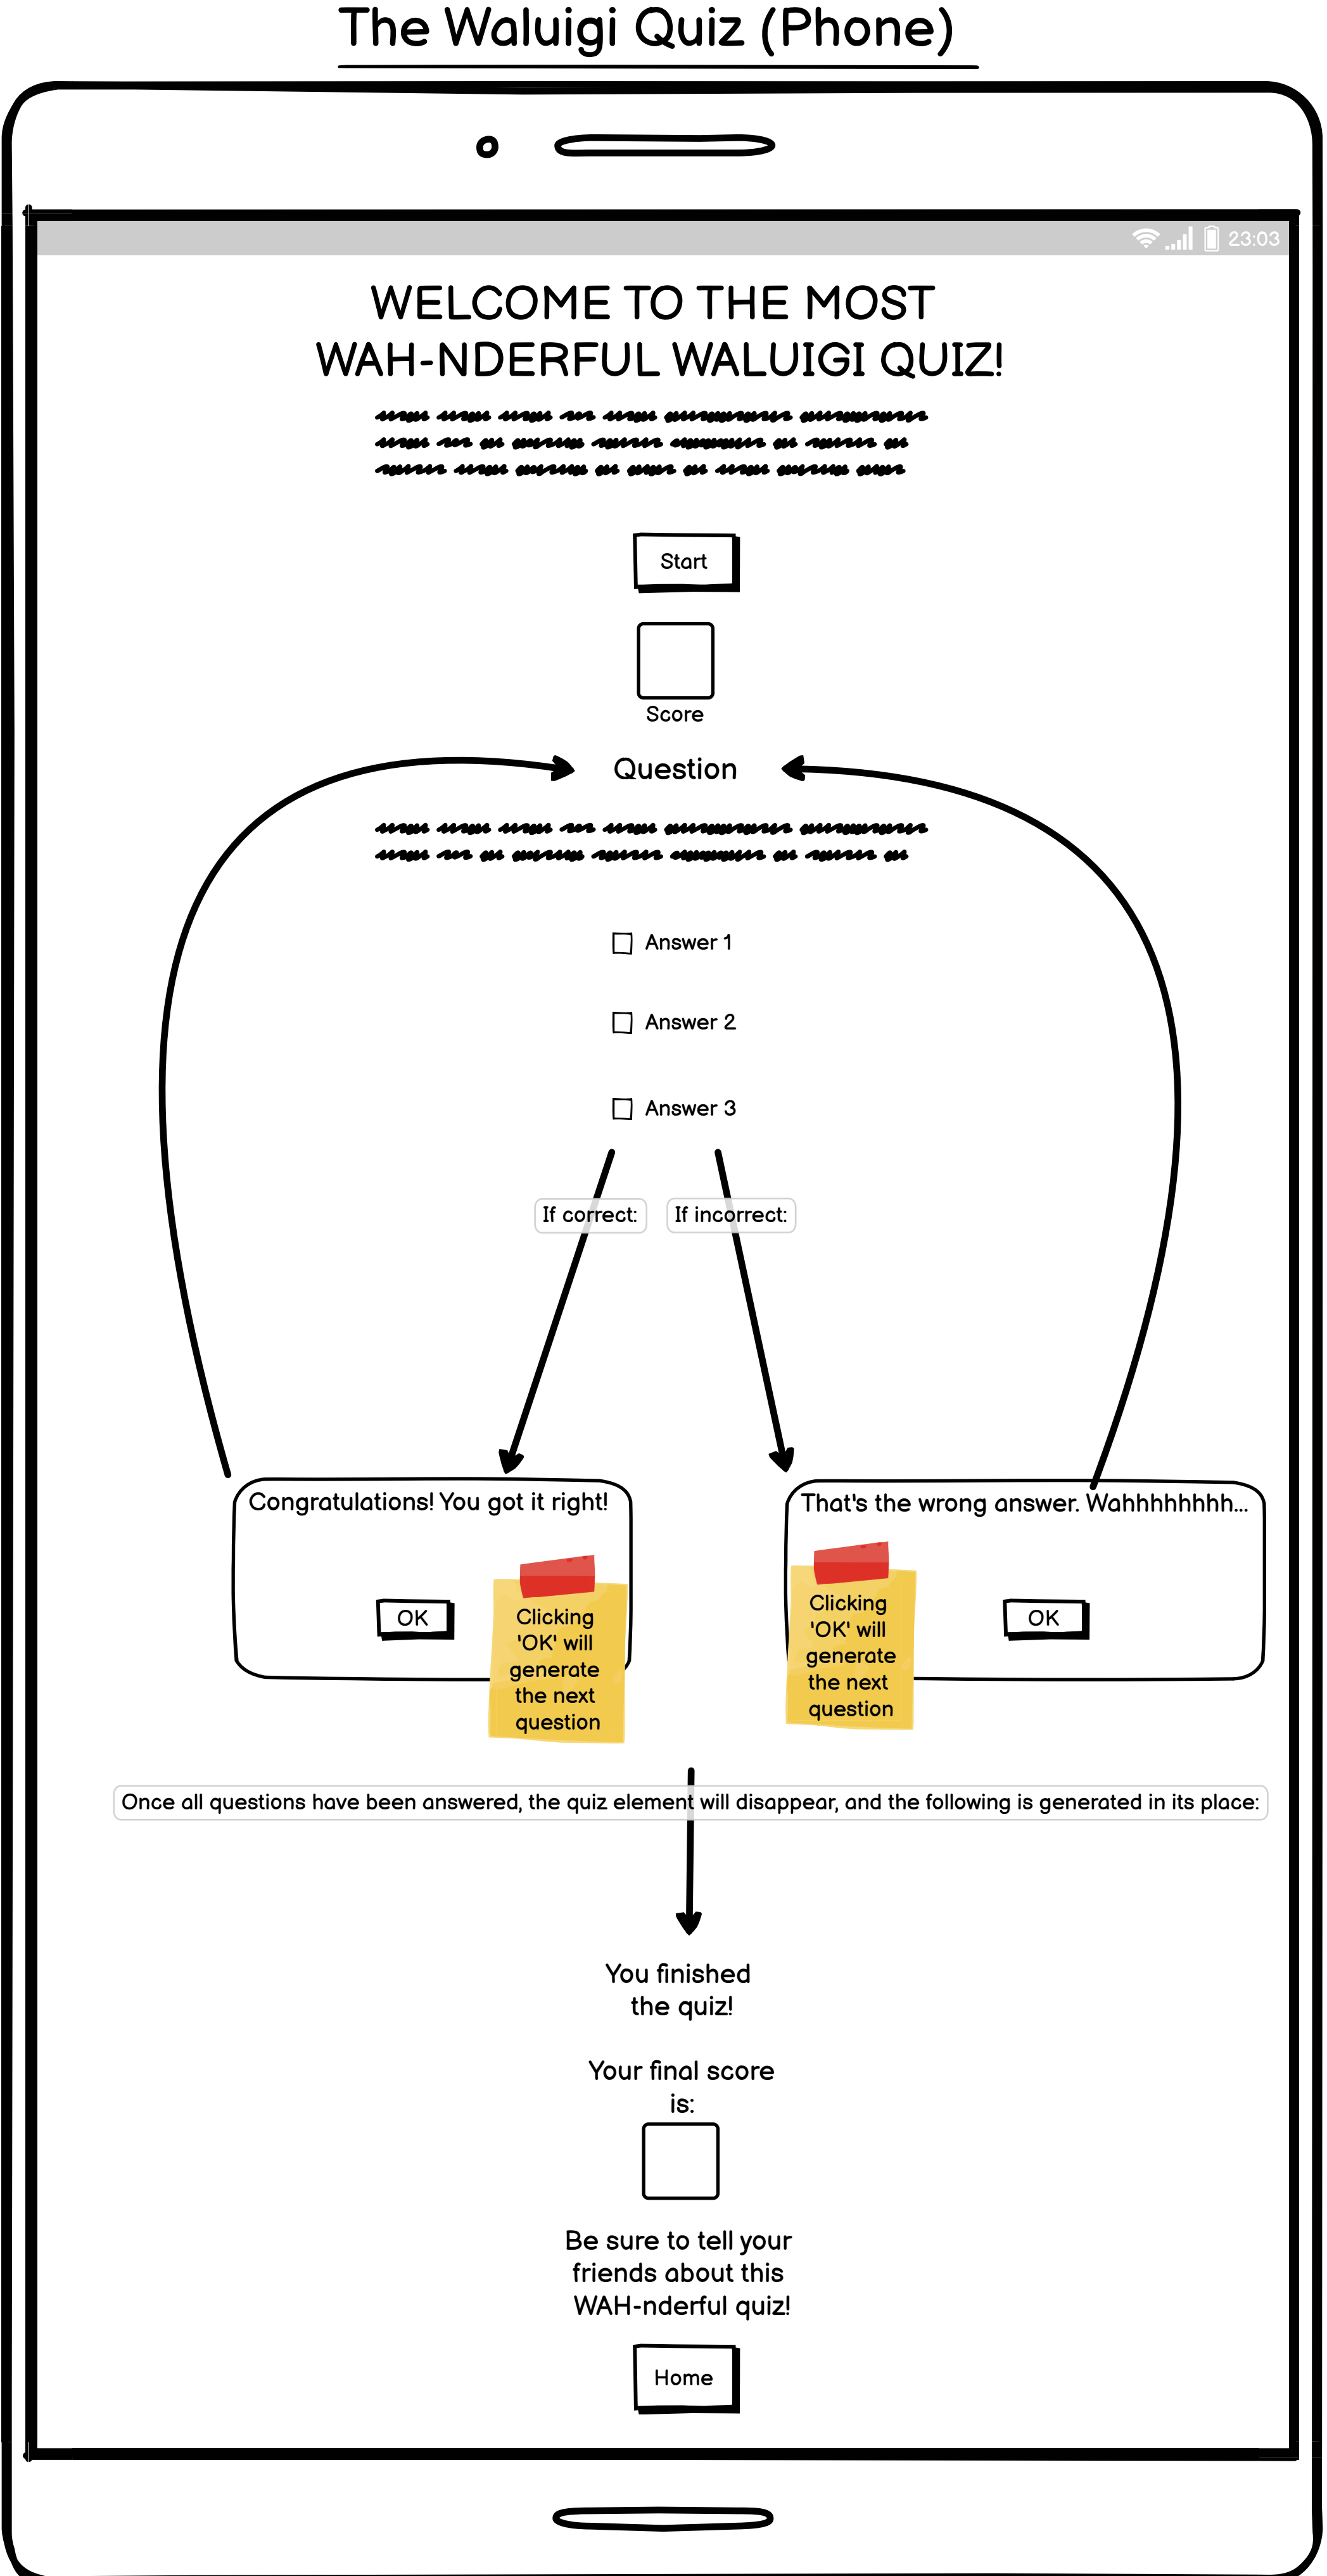 The Waluigi Quiz (Phone)
23:03
WELCOME TO THE MOST
WAH-NDERFUL WALUIGI QUIZ!
Start
Score
Question
Answer 1
Answer 2
Answer 3
If correct:
If incorrect:
Congratulations! You got it right!
OK
Clicking
'OK' will
generate
the next
question
That's the wrong answer. Wahhhhhhhh...
Clicking
'OK' will
generate
the next
question
OK
Once all questions have been answered, the quiz element will disappear, and the following is generated in its place:
You finished
the quiz!
Your final score
is:
Be sure to tell your
friends about this
WAH-nderful quiz!
Home